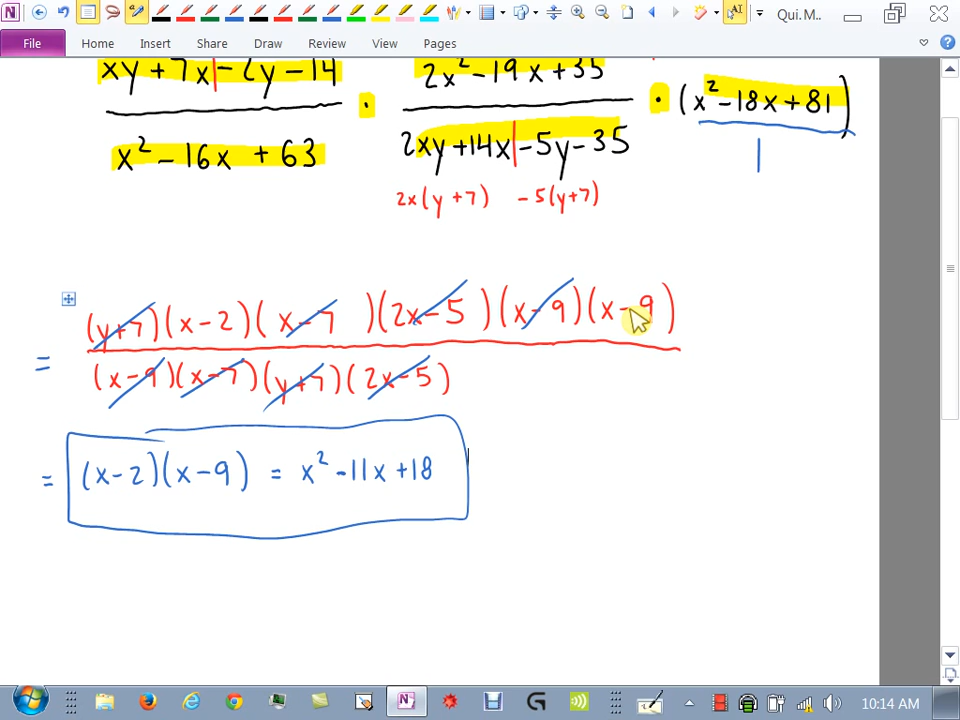 Qui.M..
File Home Insert Share Draw Review View Pages
xy + 7x | - 2y - 14
2x² - 19x + 35
· · (x² - 18x + 81)
x² - 16x + 63
2xy + 14x | - 5y - 35
1
2x(y + 7) - 5(y+7)
(y+7)(x-2)(x-7)(2x-5)(x-9)(x-9)
=
(x-9)(x-7)(y+7)(2x-5)
= (x-2)(x-9) = x² - 11x + 18
10:14 AM